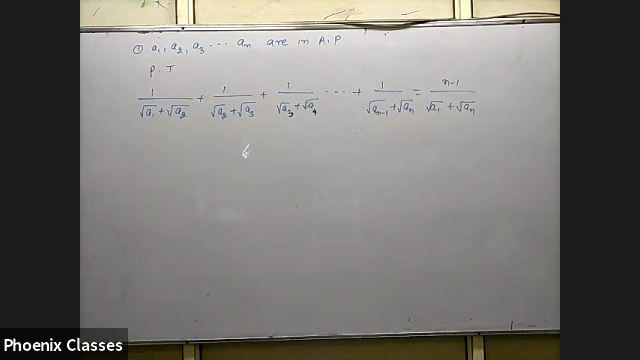 ① a₁, a₂, a₃ ··· aₙ are in A.P
P.T
1/(√a₁+√a₂) + 1/(√a₂+√a₃) + 1/(√a₃+√a₄) ···· + 1/(√aₙ₋₁+√aₙ) = n-1/(√a₁+√aₙ)
Phoenix Classes